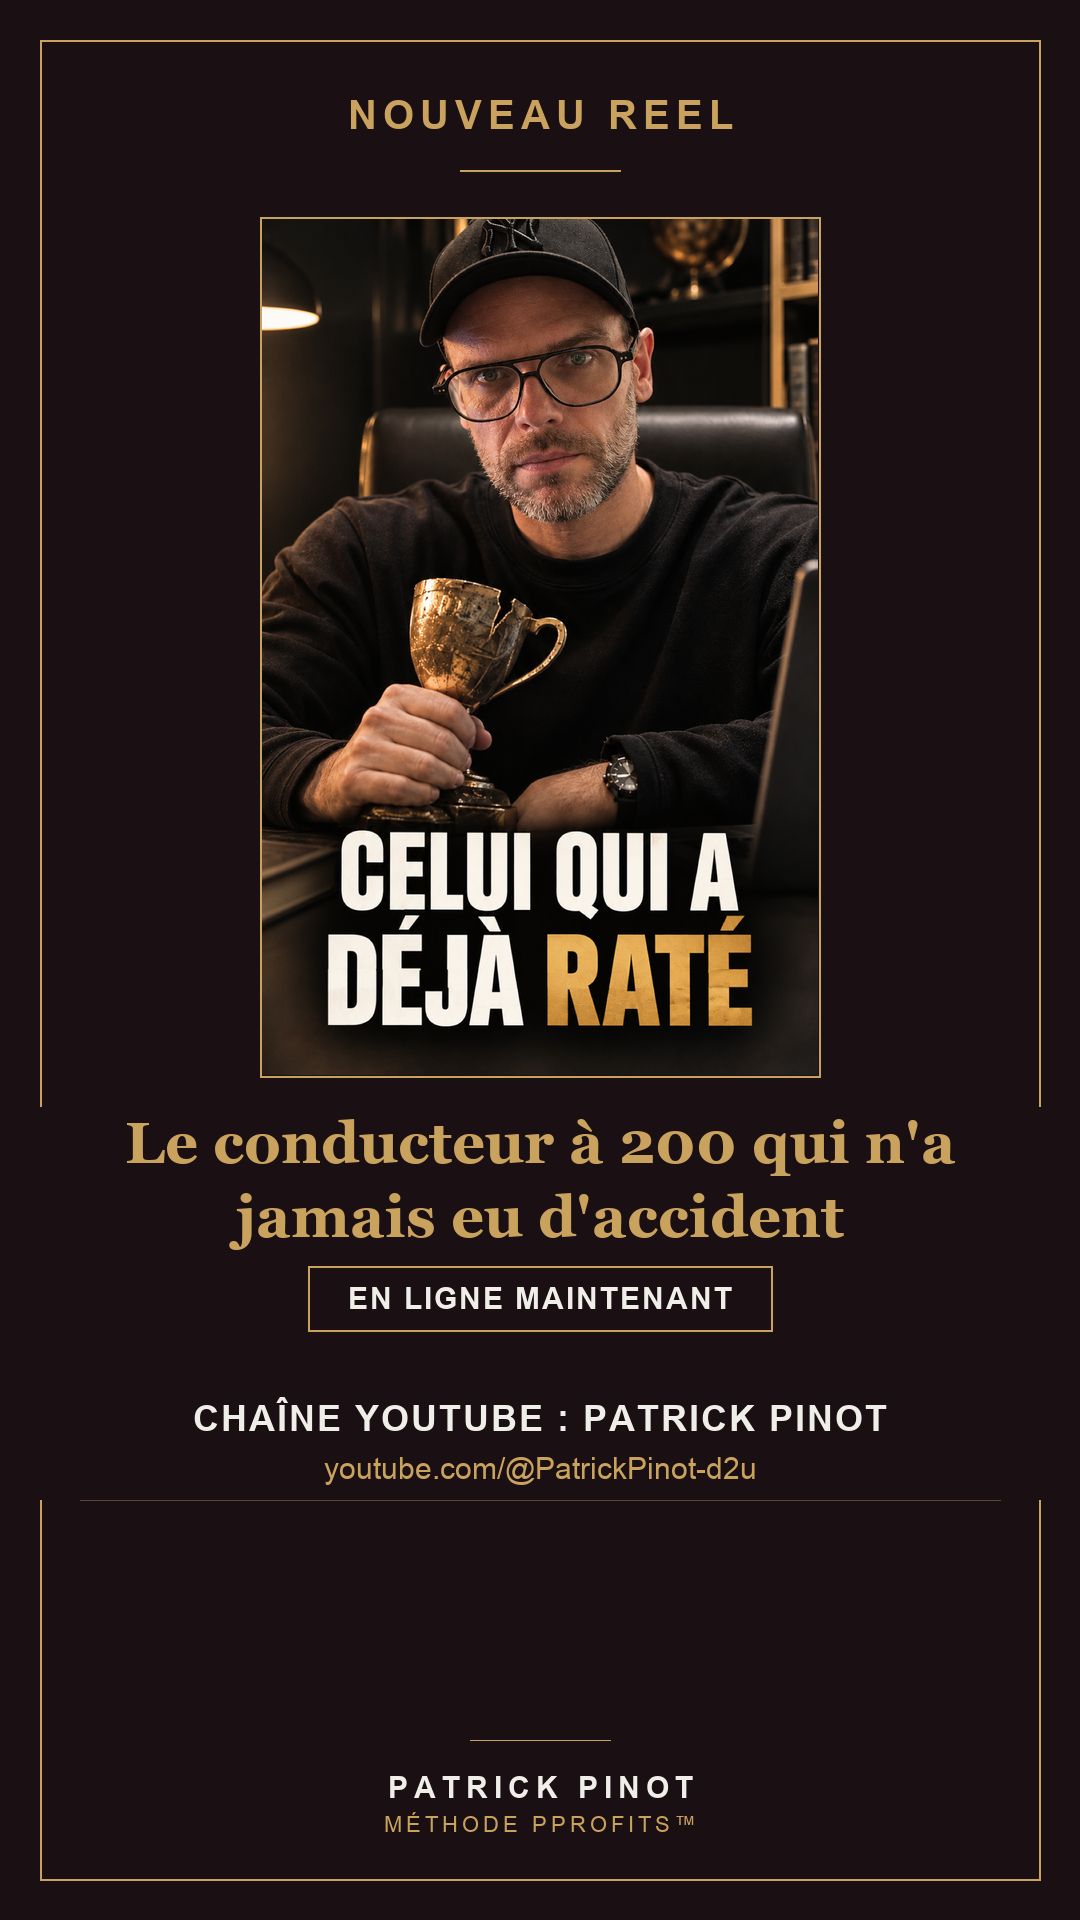 NOUVEAU REEL
NY
CELUI QUI A
DÉJÀ RATÉ
Le conducteur à 200 qui n'a
jamais eu d'accident
EN LIGNE MAINTENANT
CHAÎNE YOUTUBE : PATRICK PINOT
youtube.com/@PatrickPinot-d2u
PATRICK PINOT
MÉTHODE PPROFITS™